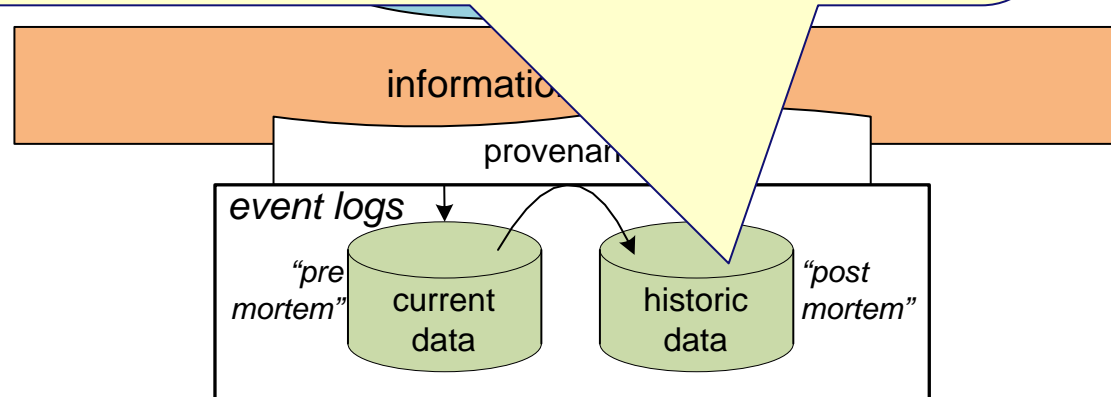 informatio
provenan
event logs
“pre
mortem”
current
data
historic
data
“post
mortem”